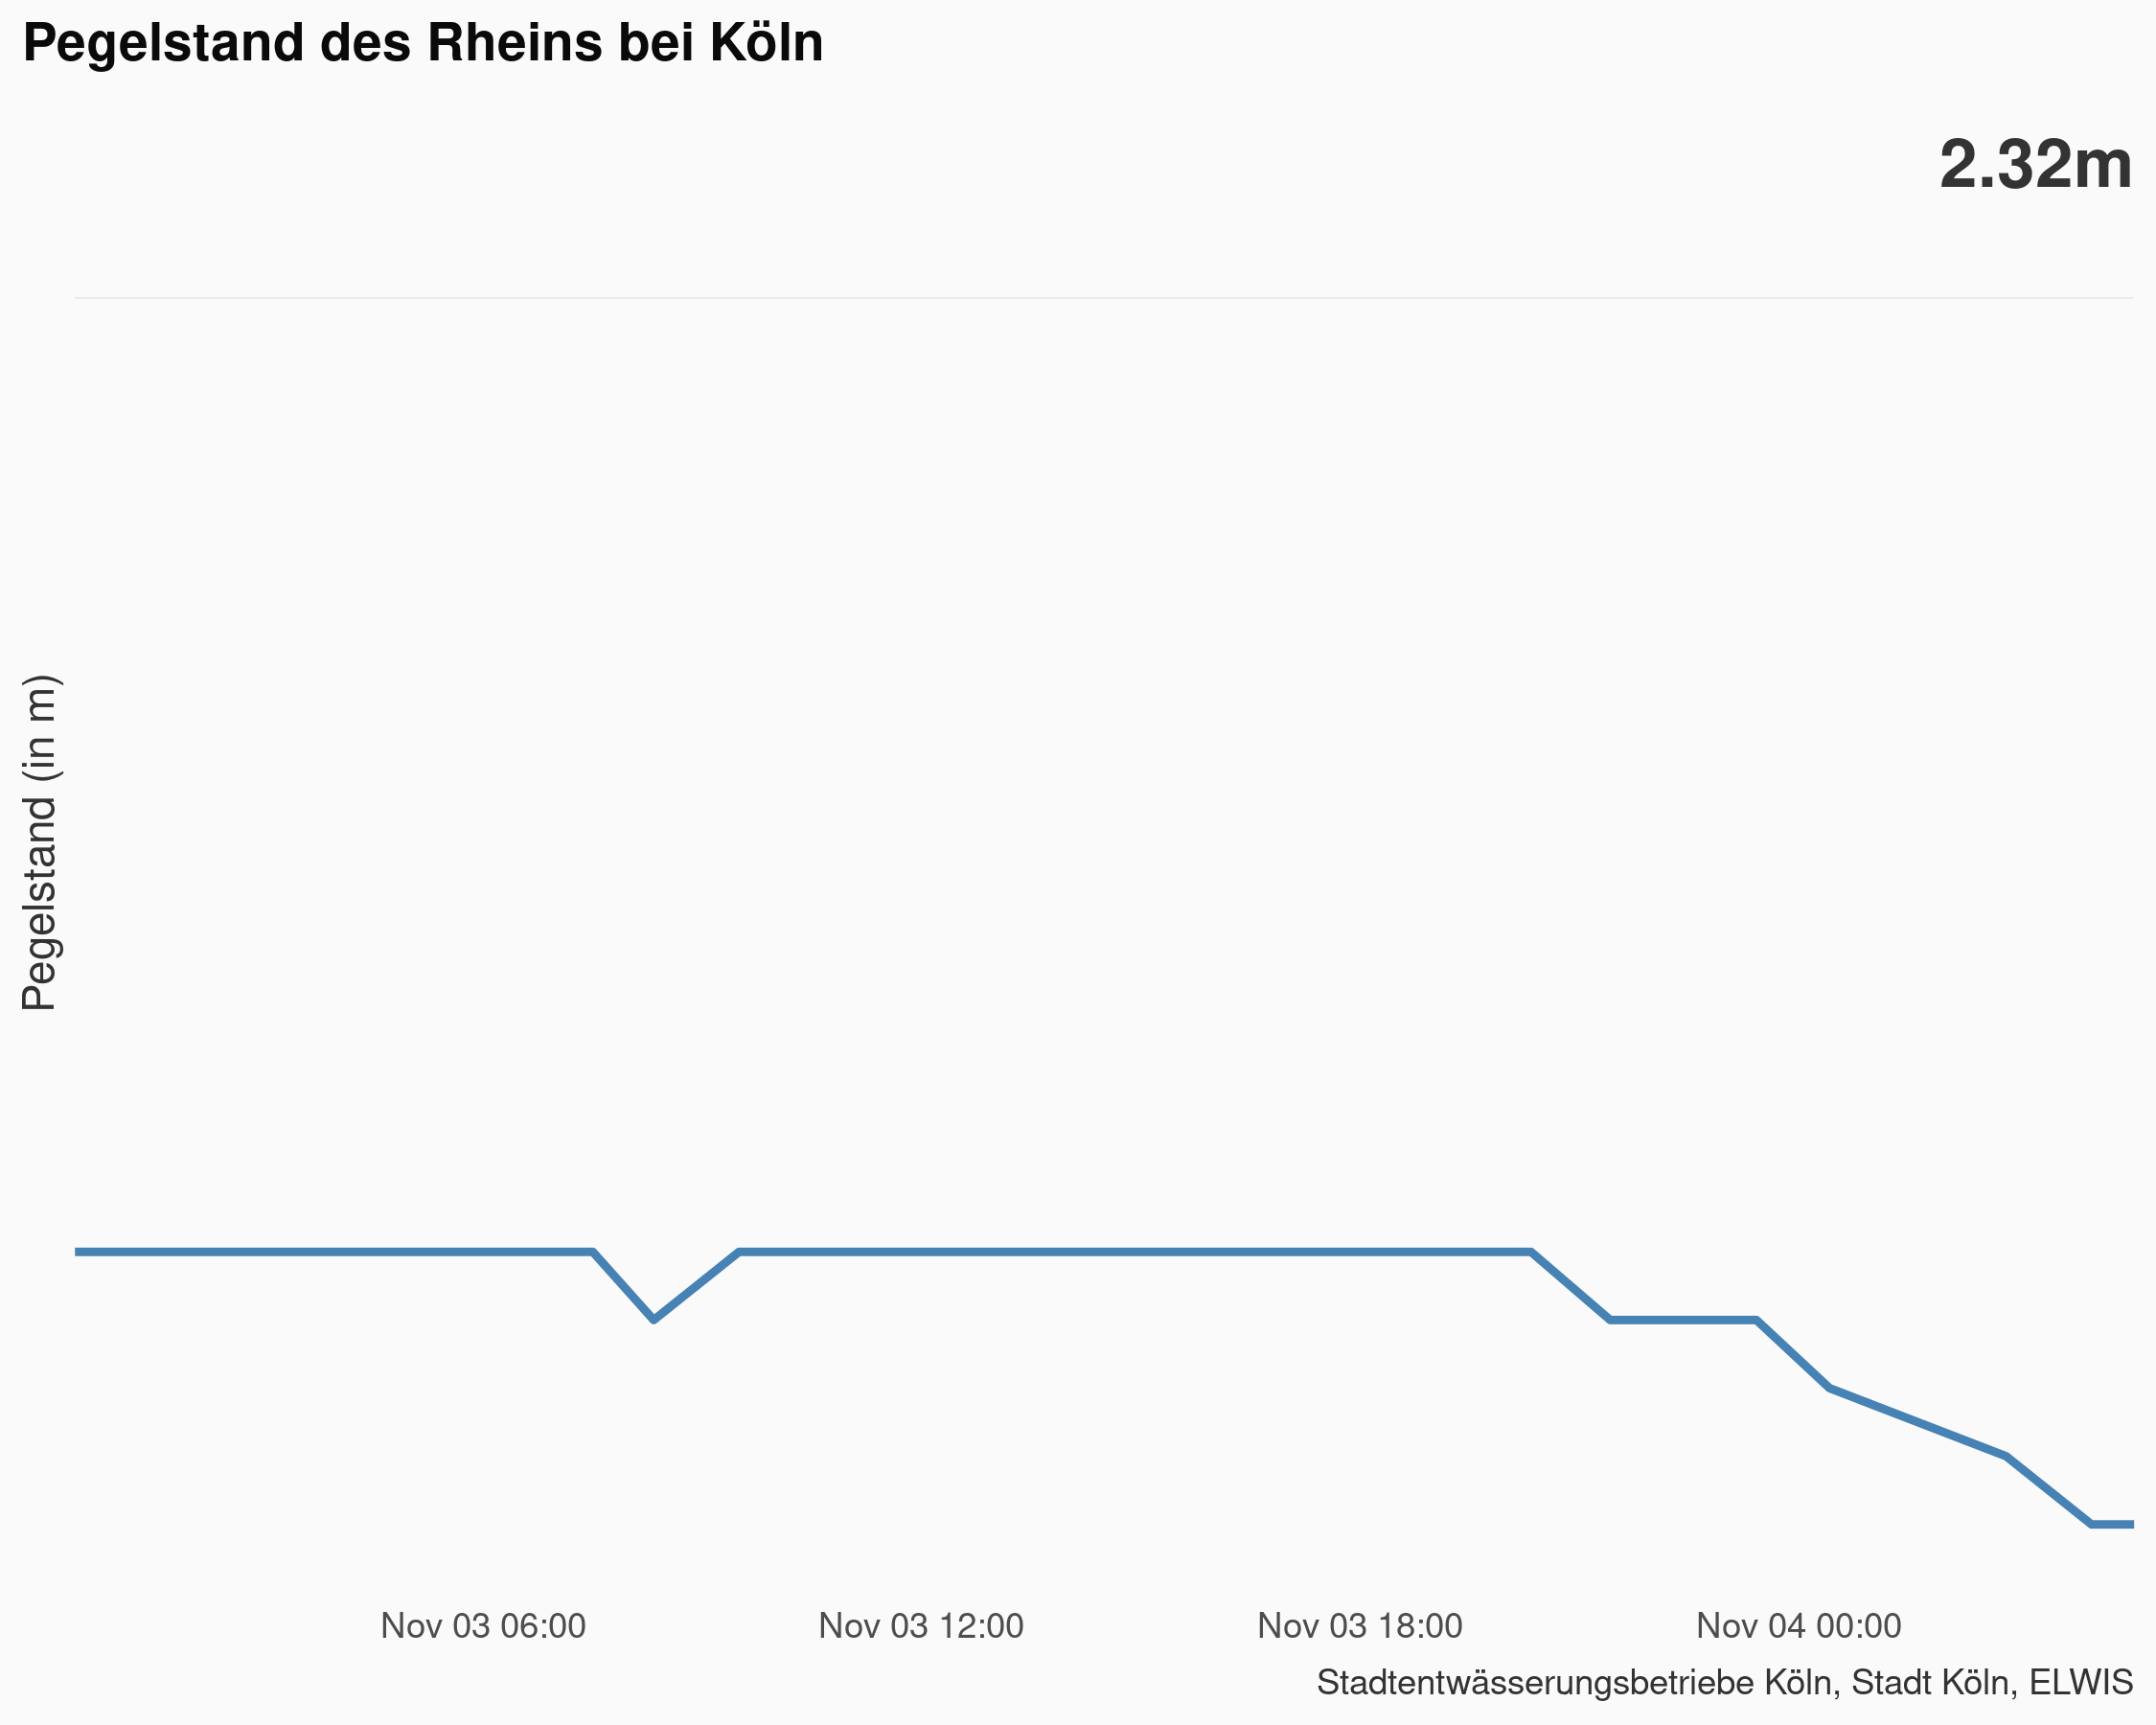 Pegelstand des Rheins bei Köln
2.32m
Pegelstand (in m)
Nov 03 06:00
Nov 03 12:00
Nov 03 18:00
Nov 04 00:00
Stadtentwässerungsbetriebe Köln, Stadt Köln, ELWIS